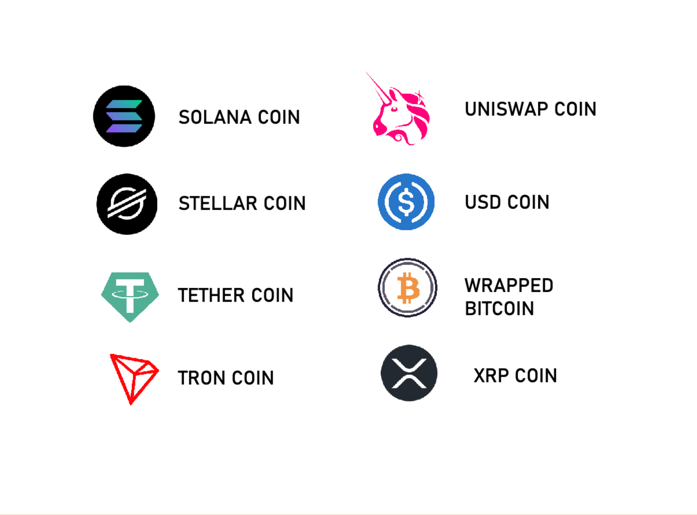 SOLANA COIN
STELLAR COIN
TETHER COIN
TRON COIN
UNISWAP COIN
USD COIN
WRAPPED
BITCOIN
XRP COIN